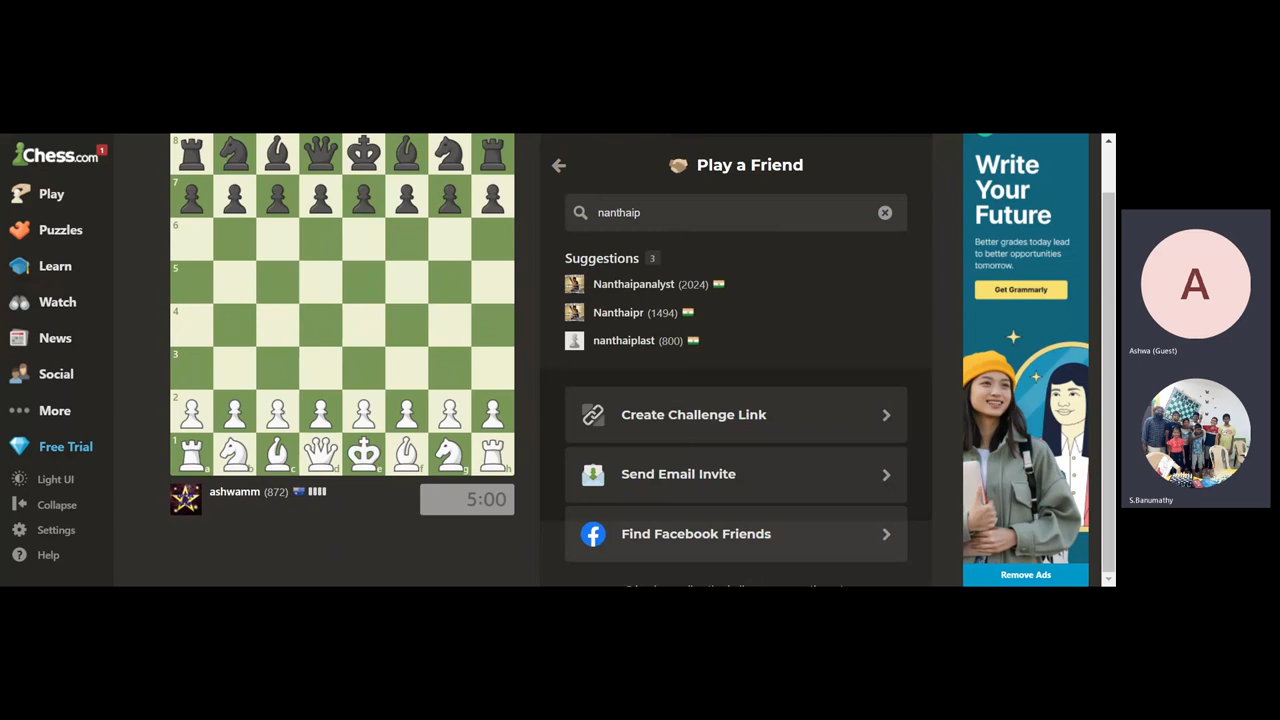 Chess.com 1
Play
Puzzles
Learn
Watch
News
Social
More
Free Trial
Light UI
Collapse
Settings
Help
8
7
6
5
4
3
2
1
a b c d e f g h
ashwamm (872)
5:00
Play a Friend
nanthaip
Suggestions 3
Nanthaipanalyst (2024)
Nanthaipr (1494)
nanthaiplast (800)
Create Challenge Link
Send Email Invite
Find Facebook Friends
Write
Your
Future
Better grades today lead
to better opportunities
tomorrow.
Get Grammarly
Remove Ads
A
Ashwa (Guest)
S.Banumathy